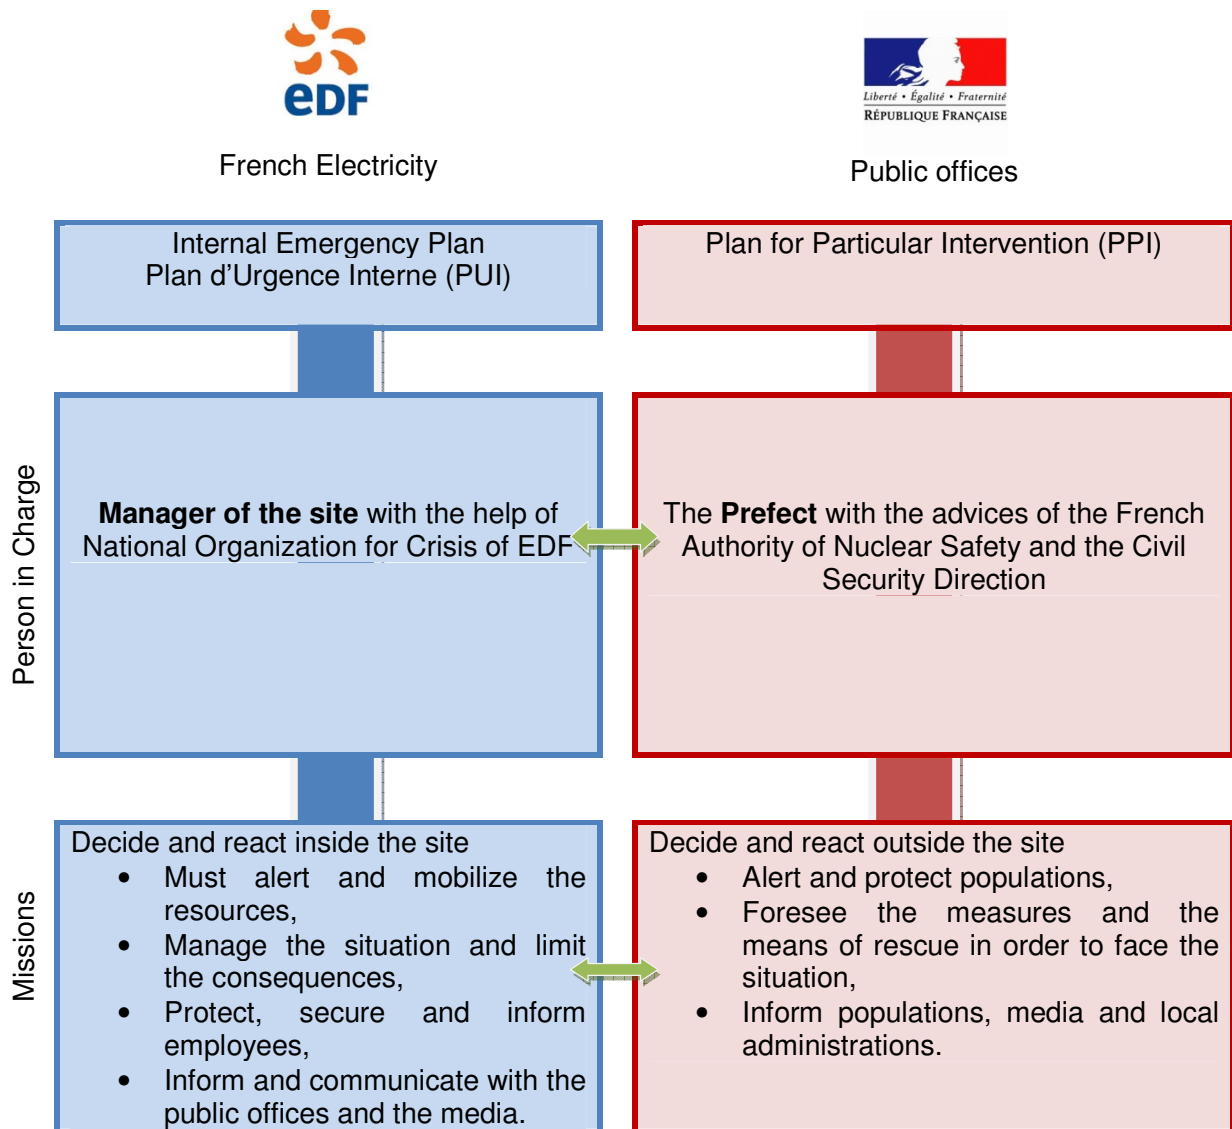 eDF
Liberté • Égalité • Fraternité
RÉPUBLIQUE FRANÇAISE
French Electricity
Public offices
Internal Emergency Plan
Plan d’Urgence Interne (PUI)
Plan for Particular Intervention (PPI)
Person in Charge
Manager of the site with the help of
National Organization for Crisis of EDF
The Prefect with the advices of the French
Authority of Nuclear Safety and the Civil
Security Direction
Missions
Decide and react inside the site
• Must alert and mobilize the
resources,
• Manage the situation and limit
the consequences,
• Protect, secure and inform
employees,
• Inform and communicate with the
public offices and the media.
Decide and react outside the site
• Alert and protect populations,
• Foresee the measures and the
means of rescue in order to face the
situation,
• Inform populations, media and local
administrations.